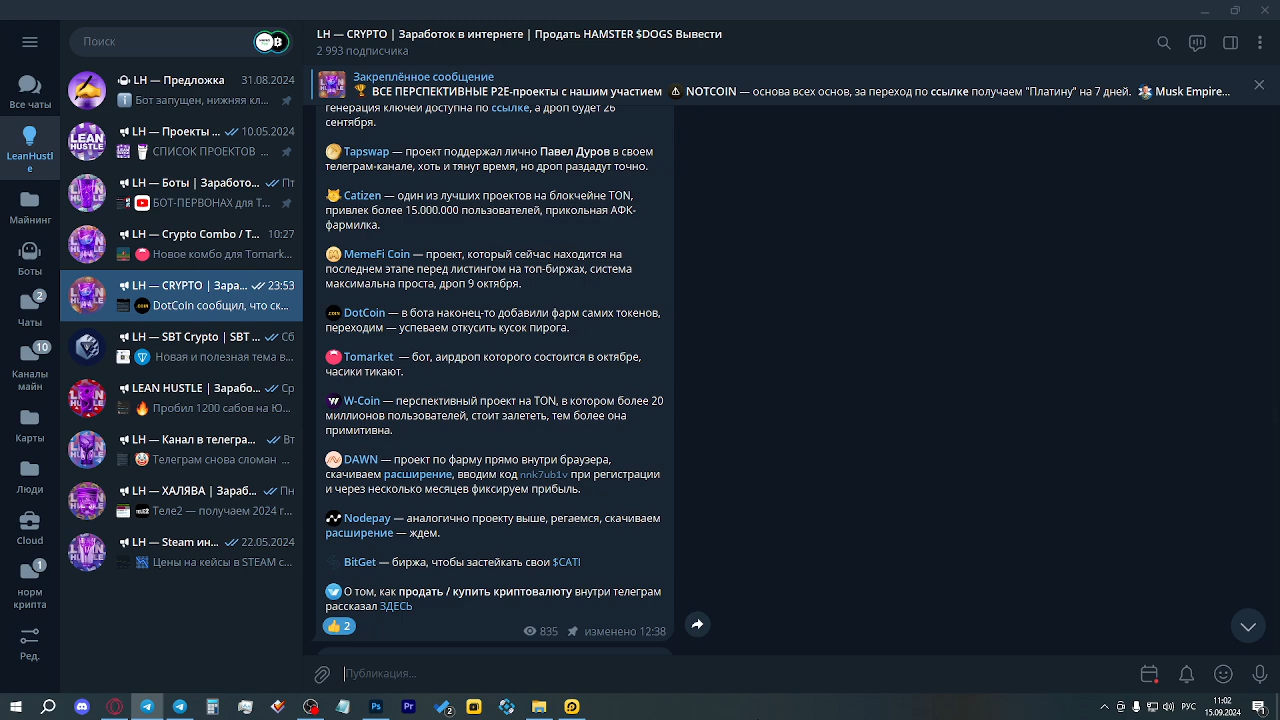 Поиск
LH — CRYPTO | Заработок в интернете | Продать HAMSTER $DOGS Вывести
2 993 подписчика
Закреплённое сообщение
ВСЕ ПЕРСПЕКТИВНЫЕ P2E-проекты с нашим участием NOTCOIN — основа всех основ, за переход по ссылке получаем "Платину" на 7 дней. Musk Empire...
Все чаты
LeanHustl
e
Майнинг
Боты
2
Чаты
10
Каналы
майн
Карты
Люди
Cloud
1
норм
крипта
Ред.
LH — Предложка 31.08.2024
Бот запущен, нижняя кл...
LH — Проекты ... 10.05.2024
СПИСОК ПРОЕКТОВ ...
LH — Боты | Заработо... Пт
БОТ-ПЕРВОНАХ для Т...
LH — Crypto Combo / T... 10:27
Новое комбо для Tomark...
LH — CRYPTO | Зара... 23:53
DotCoin сообщил, что ск...
LH — SBT Crypto | SBT ... Сб
Новая и полезная тема в...
LEAN HUSTLE | Зарабо... Ср
Пробил 1200 сабов на Ю...
LH — Канал в телегра... Вт
Телеграм снова сломан ...
LH — ХАЛЯВА | Зараб... Пн
Теле2 — получаем 2024 г...
LH — Steam ин... 22.05.2024
Цены на кейсы в STEAM с...
генерация ключей доступна по ссылке, а дроп будет 26
сентября.
Tapswap — проект поддержал лично Павел Дуров в своем
телеграм-канале, хоть и тянут время, но дроп раздадут точно.
Catizen — один из лучших проектов на блокчейне TON,
привлек более 15.000.000 пользователей, прикольная АФК-
фармилка.
MemeFi Coin — проект, который сейчас находится на
последнем этапе перед листингом на топ-биржах, система
максимальна проста, дроп 9 октября.
DotCoin — в бота наконец-то добавили фарм самих токенов,
переходим — успеваем откусить кусок пирога.
Tomarket — бот, аирдроп которого состоится в октябре,
часики тикают.
W-Coin — перспективный проект на TON, в котором более 20
миллионов пользователей, стоит залететь, тем более она
примитивна.
DAWN — проект по фарму прямо внутри браузера,
скачиваем расширение, вводим код nnk7ub1v при регистрации
и через несколько месяцев фиксируем прибыль.
Nodepay — аналогично проекту выше, регаемся, скачиваем
расширение — ждем.
BitGet — биржа, чтобы застейкать свои $CATI
О том, как продать / купить криптовалюту внутри телеграм
рассказал ЗДЕСЬ
2
835 изменено 12:38
Публикация...
2
РУС
11:02
15.09.2024